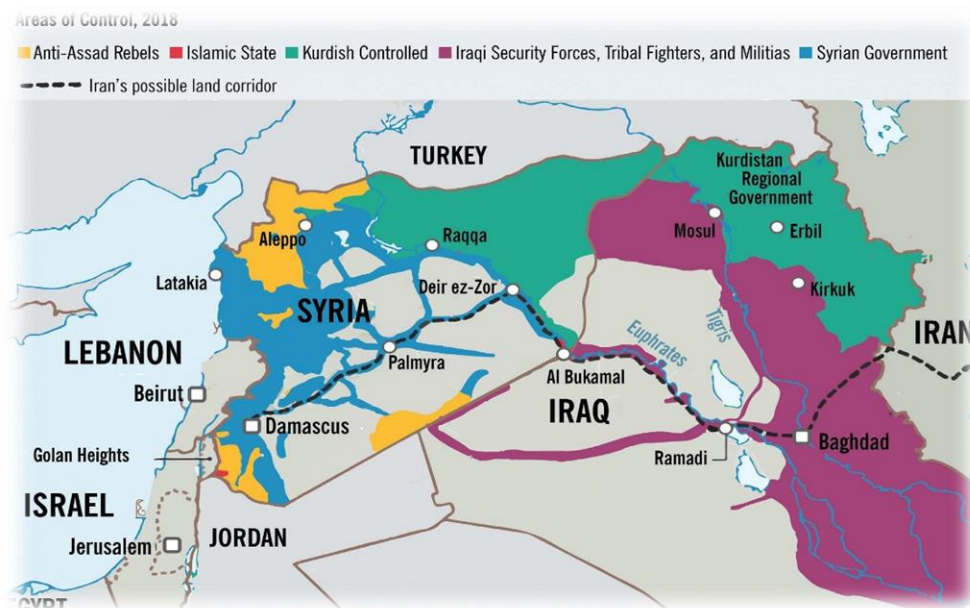 Areas of Control, 2018
Anti-Assad Rebels
Islamic State
Kurdish Controlled
Iraqi Security Forces, Tribal Fighters, and Militias
Syrian Government
Iran's possible land corridor
TURKEY
Kurdistan
Regional
Government
Aleppo
Raqqa
Mosul
Erbil
Latakia
Deir ez-Zor
Kirkuk
SYRIA
Tigris
IRAN
Euphrates
LEBANON
Palmyra
Al Bukamal
Beirut
IRAQ
Damascus
Baghdad
Golan Heights
Ramadi
ISRAEL
JORDAN
Jerusalem
EGYPT